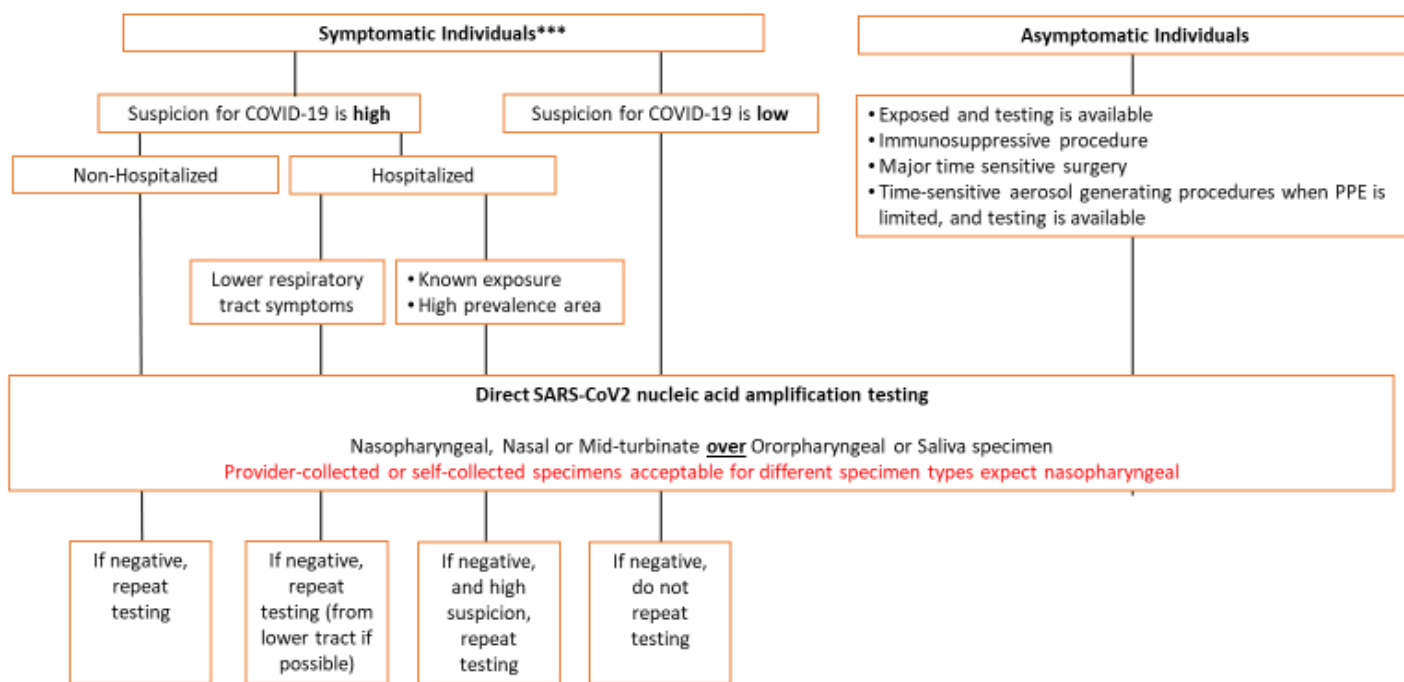 Symptomatic Individuals***
Asymptomatic Individuals
Suspicion for COVID-19 is high
Suspicion for COVID-19 is low
• Exposed and testing is available
• Immunosuppressive procedure
• Major time sensitive surgery
• Time-sensitive aerosol generating procedures when PPE is
limited, and testing is available
Non-Hospitalized
Hospitalized
Lower respiratory
tract symptoms
• Known exposure
• High prevalence area
Direct SARS-CoV2 nucleic acid amplification testing
Nasopharyngeal, Nasal or Mid-turbinate over Ororpharyngeal or Saliva specimen
Provider-collected or self-collected specimens acceptable for different specimen types expect nasopharyngeal
If negative,
repeat
testing
If negative,
repeat
testing (from
lower tract if
possible)
If negative,
and high
suspicion,
repeat
testing
If negative,
do not
repeat
testing